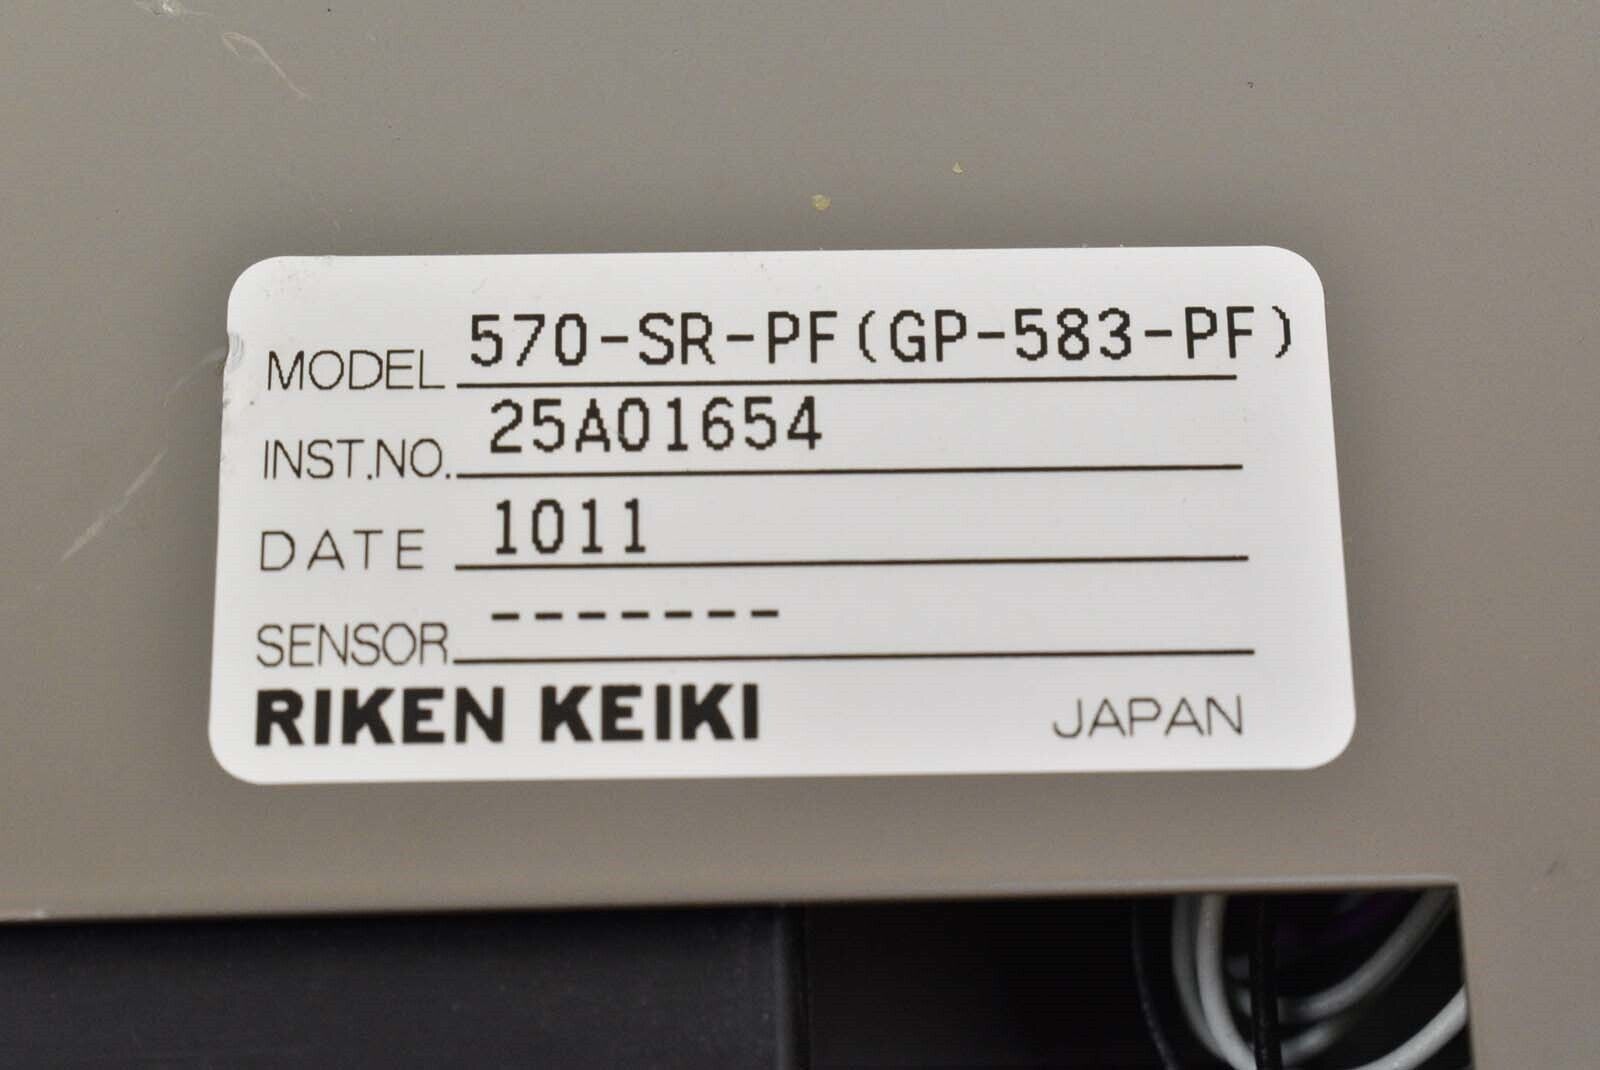 MODEL 570-SR-PF(GP-583-PF)
INST.NO. 25A01654
DATE 1011
SENSOR -------
RIKEN KEIKI JAPAN